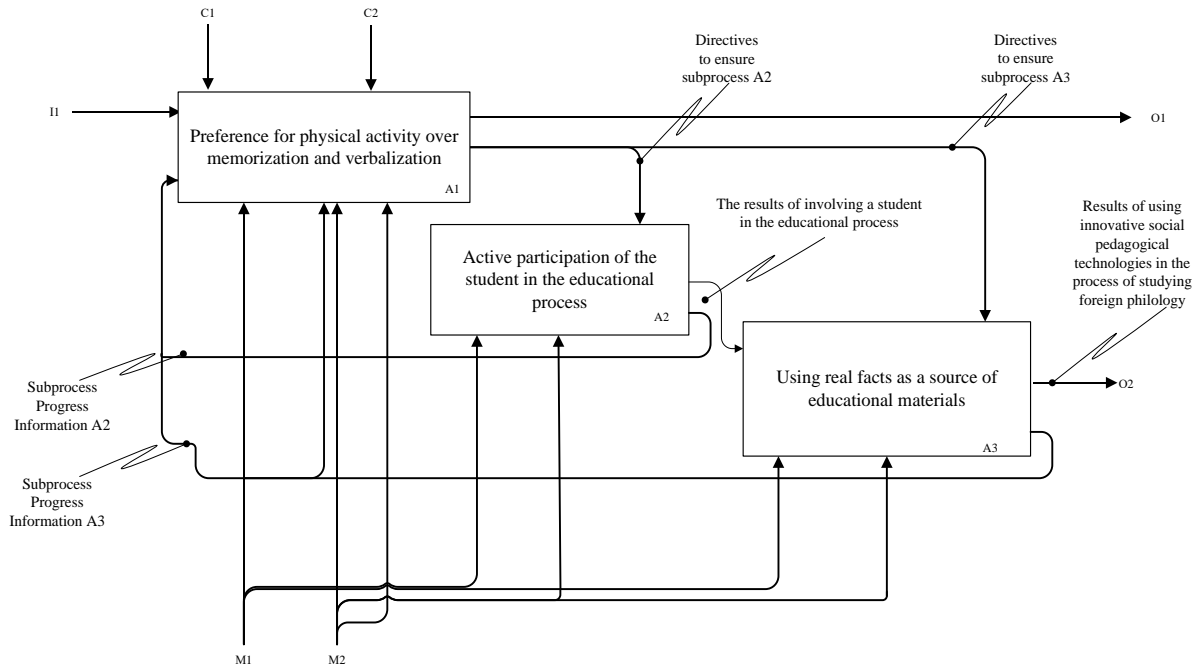 C1
C2
Directives
to ensure
subprocess A2
Directives
to ensure
subprocess A3
I1
O1
Preference for physical activity over
memorization and verbalization
A1
The results of involving a student
in the educational process
Results of using
innovative social
pedagogical
technologies in the
process of studying
foreign philology
Active participation of the
student in the educational
process
A2
Using real facts as a source of
educational materials
A3
O2
Subprocess
Progress
Information A2
Subprocess
Progress
Information A3
M1
M2